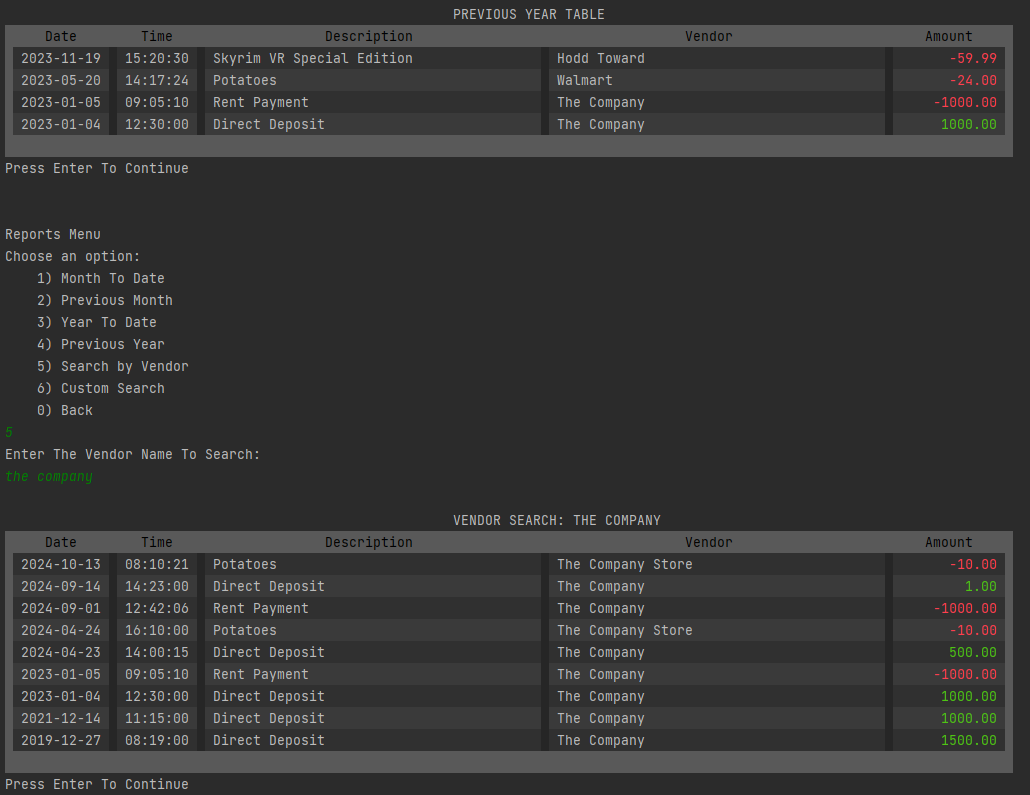 PREVIOUS YEAR TABLE
Date Time Description Vendor Amount
2023-11-19 15:20:30 Skyrim VR Special Edition Hodd Toward -59.99
2023-05-20 14:17:24 Potatoes Walmart -24.00
2023-01-05 09:05:10 Rent Payment The Company -1000.00
2023-01-04 12:30:00 Direct Deposit The Company 1000.00
Press Enter To Continue
Reports Menu
Choose an option:
1) Month To Date
2) Previous Month
3) Year To Date
4) Previous Year
5) Search by Vendor
6) Custom Search
0) Back
5
Enter The Vendor Name To Search:
the company
VENDOR SEARCH: THE COMPANY
Date Time Description Vendor Amount
2024-10-13 08:10:21 Potatoes The Company Store -10.00
2024-09-14 14:23:00 Direct Deposit The Company 1.00
2024-09-01 12:42:06 Rent Payment The Company -1000.00
2024-04-24 16:10:00 Potatoes The Company Store -10.00
2024-04-23 14:00:15 Direct Deposit The Company 500.00
2023-01-05 09:05:10 Rent Payment The Company -1000.00
2023-01-04 12:30:00 Direct Deposit The Company 1000.00
2021-12-14 11:15:00 Direct Deposit The Company 1000.00
2019-12-27 08:19:00 Direct Deposit The Company 1500.00
Press Enter To Continue